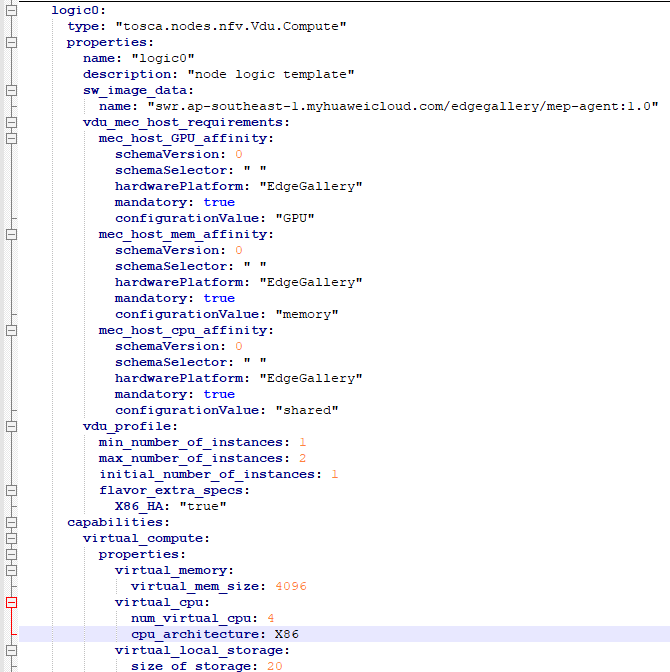 logic0:
type: "tosca.nodes.nfv.Vdu.Compute"
properties:
name: "logic0"
description: "node logic template"
sw_image_data:
name: "swr.ap-southeast-1.myhuaweicloud.com/edgegallery/mep-agent:1.0"
vdu_mec_host_requirements:
mec_host_GPU_affinity:
schemaVersion: 0
schemaSelector: " "
hardwarePlatform: "EdgeGallery"
mandatory: true
configurationValue: "GPU"
mec_host_mem_affinity:
schemaVersion: 0
schemaSelector: " "
hardwarePlatform: "EdgeGallery"
mandatory: true
configurationValue: "memory"
mec_host_cpu_affinity:
schemaVersion: 0
schemaSelector: " "
hardwarePlatform: "EdgeGallery"
mandatory: true
configurationValue: "shared"
vdu_profile:
min_number_of_instances: 1
max_number_of_instances: 2
initial_number_of_instances: 1
flavor_extra_specs:
X86_HA: "true"
capabilities:
virtual_compute:
properties:
virtual_memory:
virtual_mem_size: 4096
virtual_cpu:
num_virtual_cpu: 4
cpu_architecture: X86
virtual_local_storage:
size_of_storage: 20